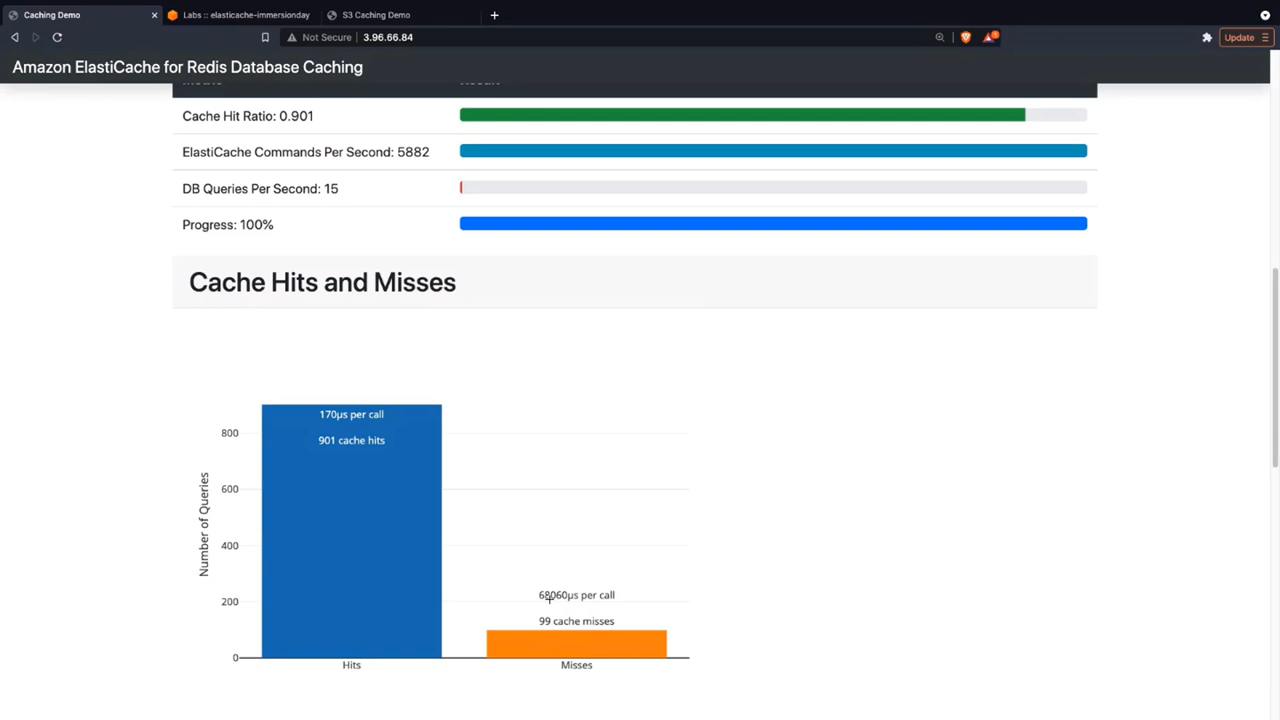 Caching Demo
Labs :: elasticache-immersionday
S3 Caching Demo
Not Secure
3.96.66.84
Update
Amazon ElastiCache for Redis Database Caching
Cache Hit Ratio: 0.901
ElastiCache Commands Per Second: 5882
DB Queries Per Second: 15
Progress: 100%
Cache Hits and Misses
170µs per call
901 cache hits
800
600
400
200
0
Number of Queries
68060µs per call
99 cache misses
Hits
Misses